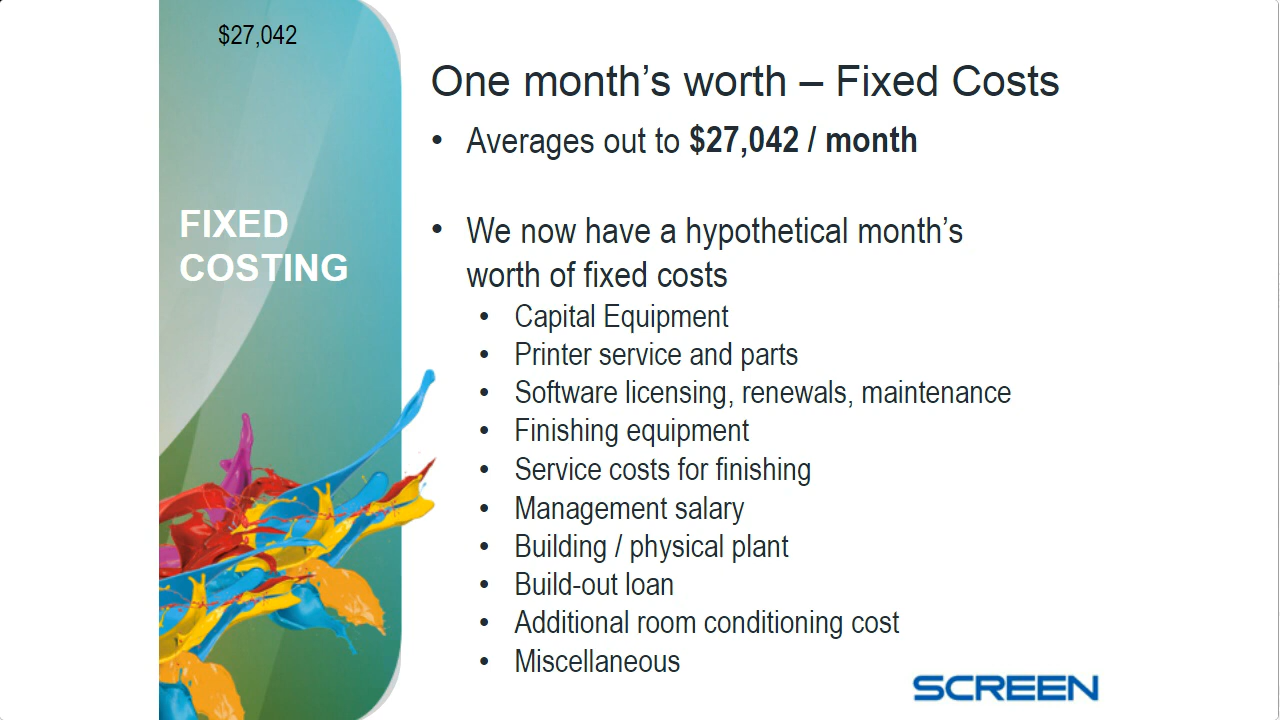 $27,042
FIXED
COSTING
One month’s worth – Fixed Costs
• Averages out to $27,042 / month
• We now have a hypothetical month’s
worth of fixed costs
• Capital Equipment
• Printer service and parts
• Software licensing, renewals, maintenance
• Finishing equipment
• Service costs for finishing
• Management salary
• Building / physical plant
• Build-out loan
• Additional room conditioning cost
• Miscellaneous
SCREEN